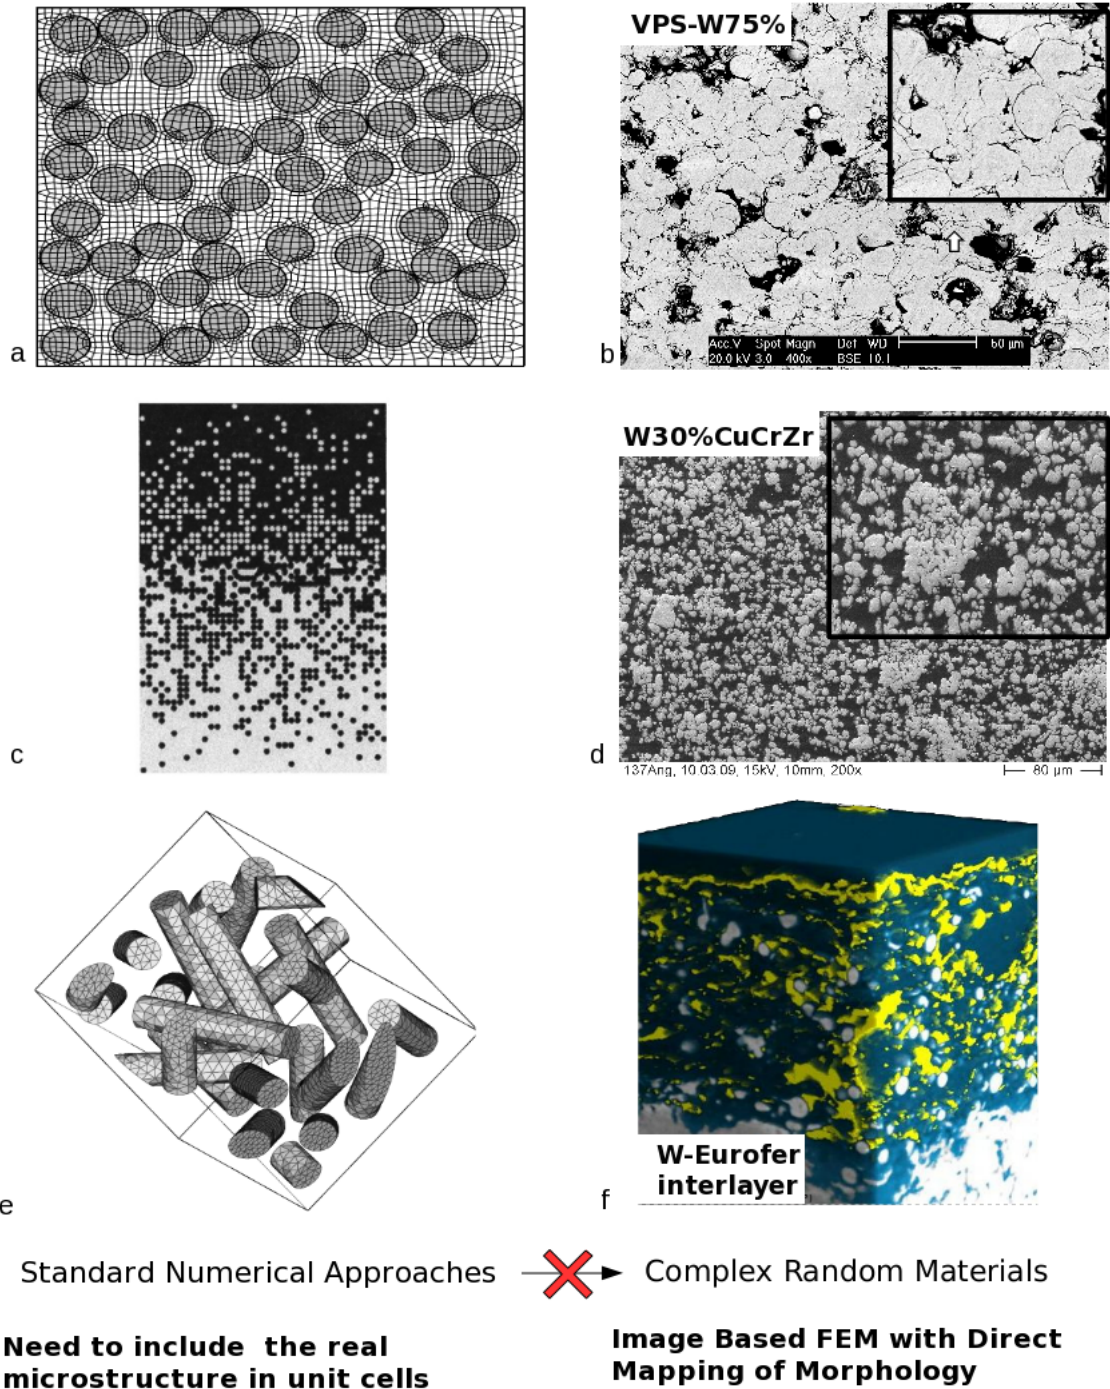 VPS-W75%
V
a
b
Acc.V Spot Magn Det WD 60 µm
20.0 kV 3.0 400x BSE 10.1
W30%CuCrZr
c
d
137Ang, 10.03.09, 15kV, 10mm, 200x 80 µm
W-Eurofer
interlayer
e
f
Standard Numerical Approaches Complex Random Materials
Need to include the real
microstructure in unit cells
Image Based FEM with Direct
Mapping of Morphology